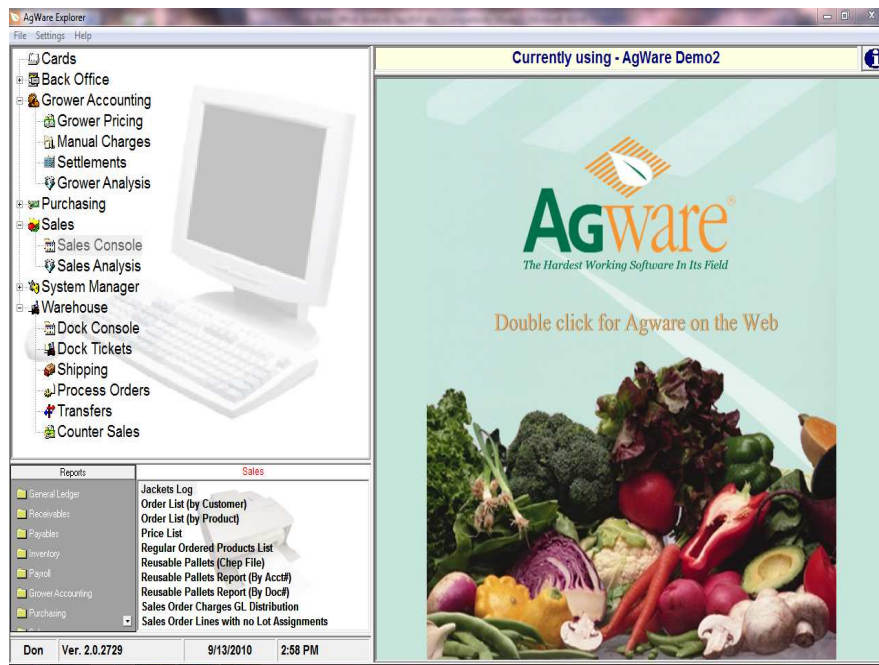 AgWare Explorer
File Settings Help
Cards
Back Office
Grower Accounting
Grower Pricing
Manual Charges
Settlements
Grower Analysis
Purchasing
Sales
Sales Console
Sales Analysis
System Manager
Warehouse
Dock Console
Dock Tickets
Shipping
Process Orders
Transfers
Counter Sales
Currently using - AgWare Demo2
AGWare®
The Hardest Working Software In Its Field
Double click for Agware on the Web
Reports
General Ledger
Receivables
Payables
Inventory
Payroll
Grower Accounting
Purchasing
Sales
Jackets Log
Order List (by Customer)
Order List (by Product)
Price List
Regular Ordered Products List
Reusable Pallets (Chep File)
Reusable Pallets Report (By Acct#)
Reusable Pallets Report (By Doc#)
Sales Order Charges GL Distribution
Sales Order Lines with no Lot Assignments
Don Ver. 2.0.2729 9/13/2010 2:58 PM